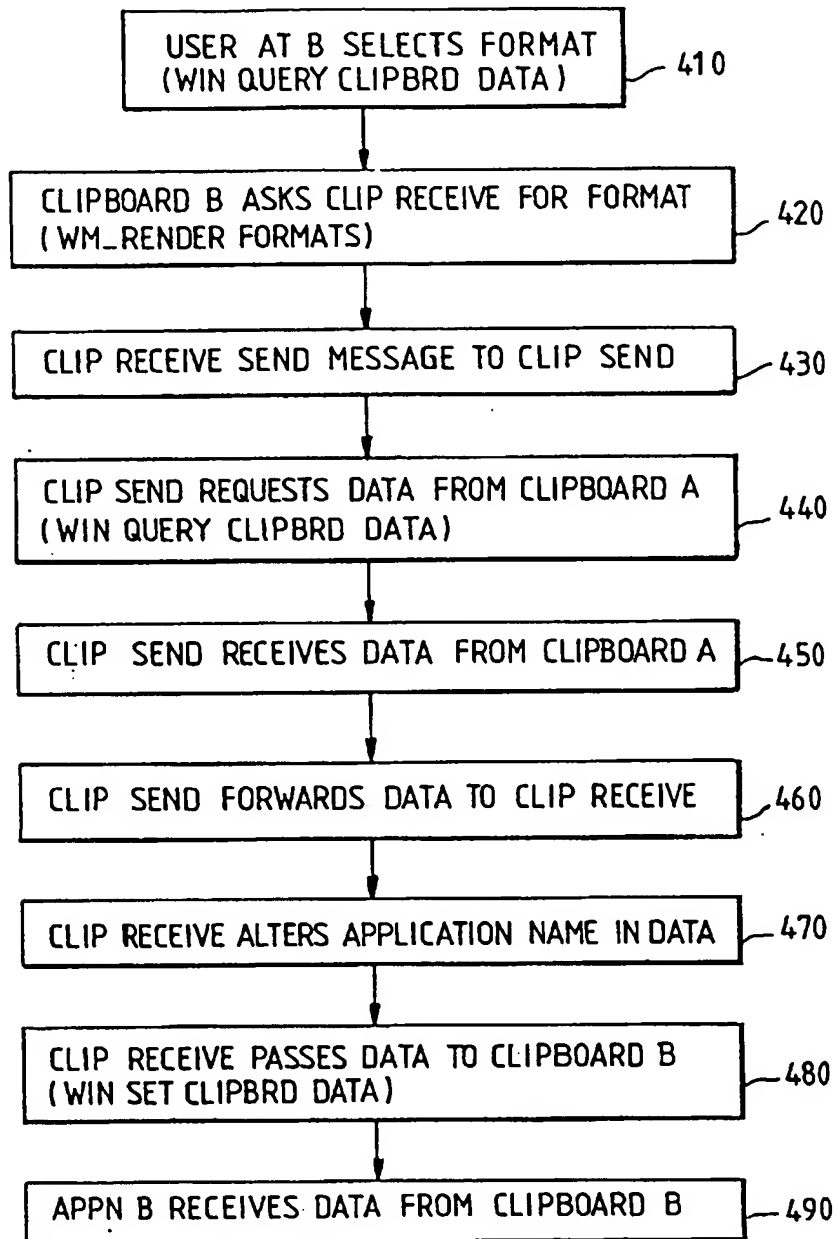 USER AT B SELECTS FORMAT
(WIN QUERY CLIPBRD DATA)
410
CLIPBOARD B ASKS CLIP RECEIVE FOR FORMAT
(WM_RENDER FORMATS)
420
CLIP RECEIVE SEND MESSAGE TO CLIP SEND
430
CLIP SEND REQUESTS DATA FROM CLIPBOARD A
(WIN QUERY CLIPBRD DATA)
440
CLIP SEND RECEIVES DATA FROM CLIPBOARD A
450
CLIP SEND FORWARDS DATA TO CLIP RECEIVE
460
CLIP RECEIVE ALTERS APPLICATION NAME IN DATA
470
CLIP RECEIVE PASSES DATA TO CLIPBOARD B
(WIN SET CLIPBRD DATA)
480
APPN B RECEIVES DATA FROM CLIPBOARD B
490